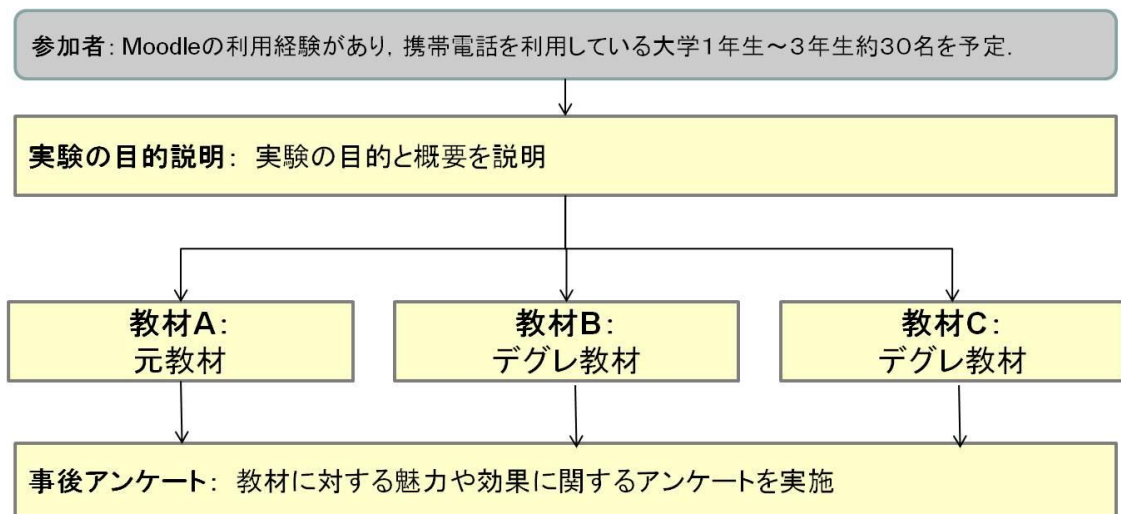 参加者：Moodleの利用経験があり，携帯電話を利用している大学１年生～３年生約３０名を予定．
実験の目的説明： 実験の目的と概要を説明
教材A：
元教材
教材B：
デグレ教材
教材C：
デグレ教材
事後アンケート： 教材に対する魅力や効果に関するアンケートを実施